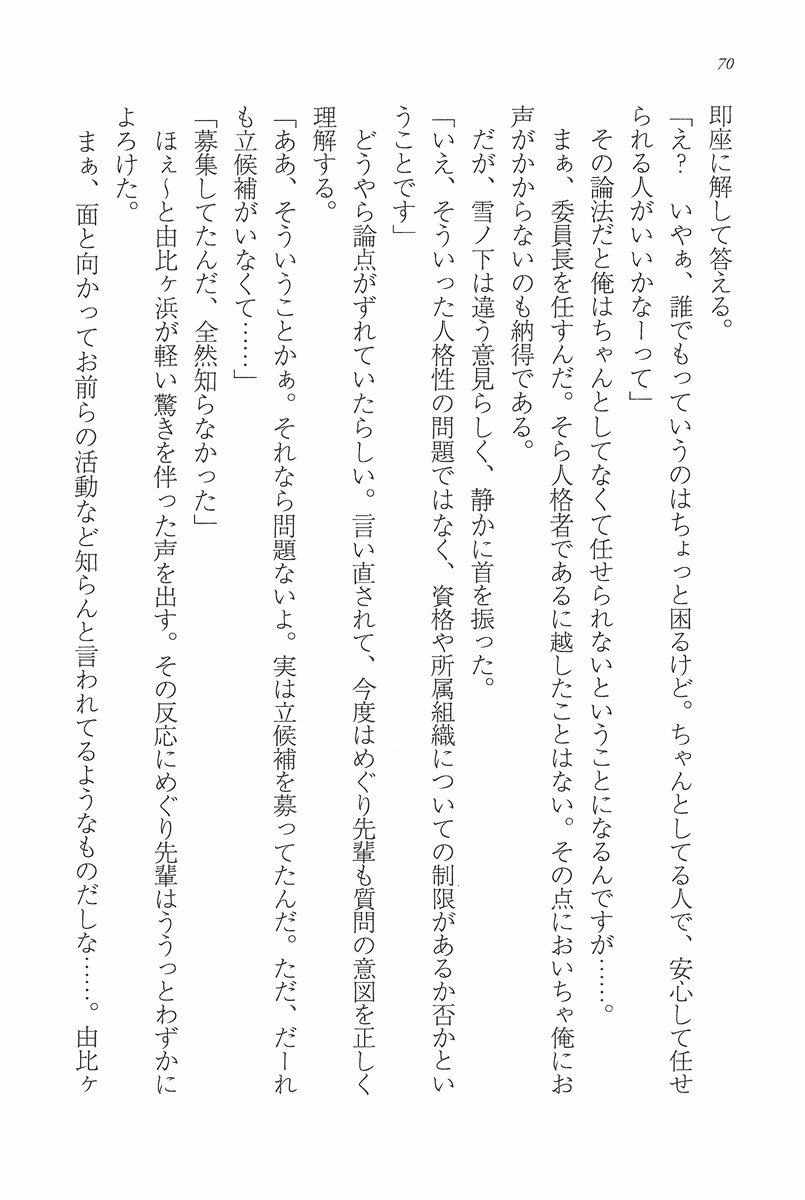 70
即座に解して答える。
「え？　いやぁ、誰でもっていうのはちょっと困るけど。ちゃんとしてる人で、安心して任せ
られる人がいいかなーって」
その論法だと俺はちゃんとしてなくて任せられないということになるんですが……。
まぁ、委員長を任すんだ。そら人格者であるに越したことはない。その点においちゃ俺にお
声がかからないのも納得である。
だが、雪ノ下は違う意見らしく、静かに首を振った。
「いえ、そういった人格性の問題ではなく、資格や所属組織についての制限があるか否かとい
うことです」
どうやら論点がずれていたらしい。言い直されて、今度はめぐり先輩も質問の意図を正しく
理解する。
「ああ、そういうことかぁ。それなら問題ないよ。実は立候補を募ってたんだ。ただ、だーれ
も立候補がいなくて……」
「募集してたんだ、全然知らなかった」
ほぇ～と由比ヶ浜が軽い驚きを伴った声を出す。その反応にめぐり先輩はううっとわずかに
よろけた。
まぁ、面と向かってお前らの活動など知らんと言われてるようなものだしな……。由比ヶ